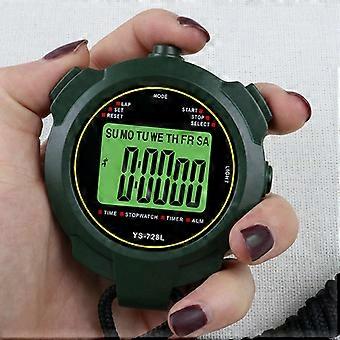 MODE
LAP
SET
RESET
START
STOP
SELECT
SU MO TU WE TH FR SA
0:00 00
LIGHT
TIME STOPWATCH TIMER ALM
YS-728L